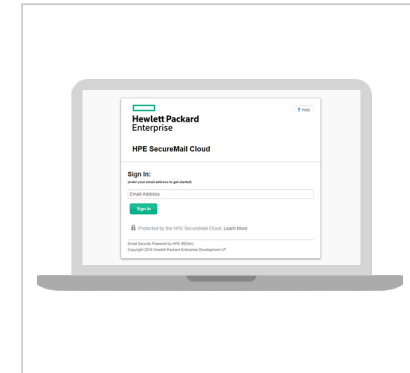 ? Help
Hewlett Packard
Enterprise
HPE SecureMail Cloud
Sign In:
(enter your email address to get started)
Email Address
Sign In
Protected by the HPE SecureMail Cloud. Learn More
Email Security Powered by HPE IBE(tm)
Copyright 2016 Hewlett Packard Enterprise Development LP